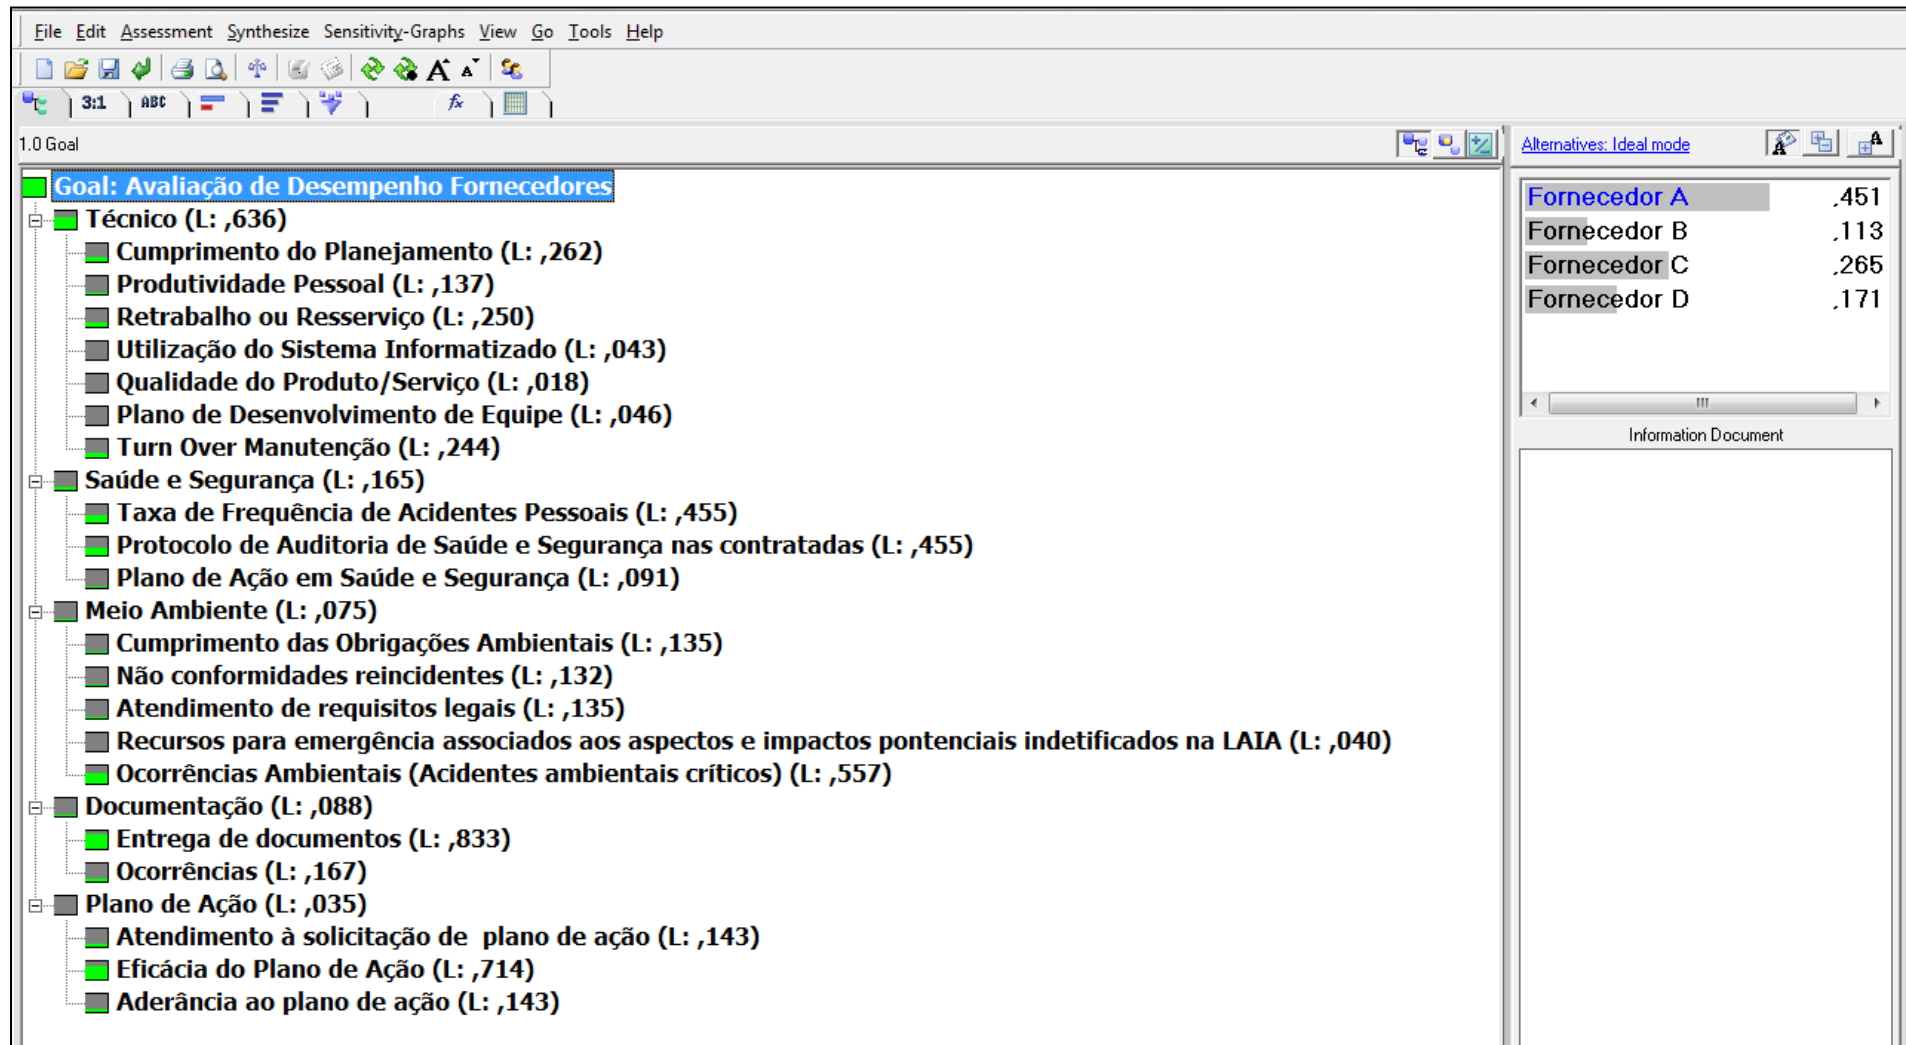 File Edit Assessment Synthesize Sensitivity-Graphs View Go Tools Help
3:1 ABC fx
1.0 Goal
Alternatives: Ideal mode
Goal: Avaliação de Desempenho Fornecedores
Técnico (L: ,636)
Cumprimento do Planejamento (L: ,262)
Produtividade Pessoal (L: ,137)
Retrabalho ou Resserviço (L: ,250)
Utilização do Sistema Informatizado (L: ,043)
Qualidade do Produto/Serviço (L: ,018)
Plano de Desenvolvimento de Equipe (L: ,046)
Turn Over Manutenção (L: ,244)
Saúde e Segurança (L: ,165)
Taxa de Frequência de Acidentes Pessoais (L: ,455)
Protocolo de Auditoria de Saúde e Segurança nas contratadas (L: ,455)
Plano de Ação em Saúde e Segurança (L: ,091)
Meio Ambiente (L: ,075)
Cumprimento das Obrigações Ambientais (L: ,135)
Não conformidades reincidentes (L: ,132)
Atendimento de requisitos legais (L: ,135)
Recursos para emergência associados aos aspectos e impactos pontenciais indetificados na LAIA (L: ,040)
Ocorrências Ambientais (Acidentes ambientais críticos) (L: ,557)
Documentação (L: ,088)
Entrega de documentos (L: ,833)
Ocorrências (L: ,167)
Plano de Ação (L: ,035)
Atendimento à solicitação de plano de ação (L: ,143)
Eficácia do Plano de Ação (L: ,714)
Aderância ao plano de ação (L: ,143)
Fornecedor A ,451
Fornecedor B ,113
Fornecedor C ,265
Fornecedor D ,171
Information Document